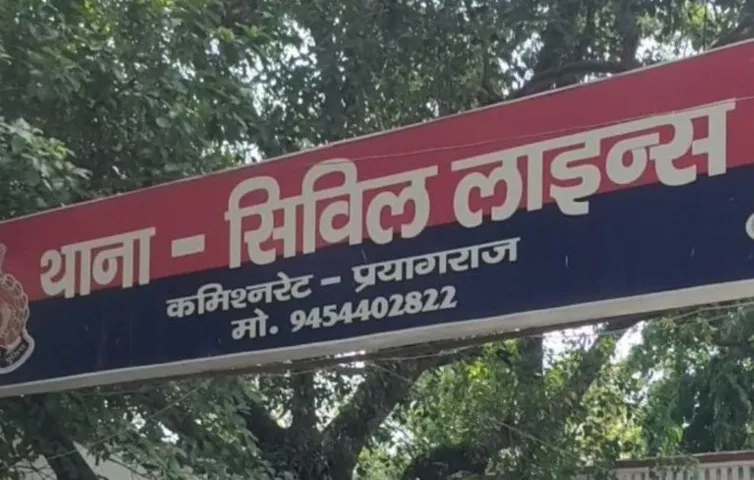 थाना - सिविल लाइन्स
कमिश्नरेट - प्रयागराज
मो. 9454402822